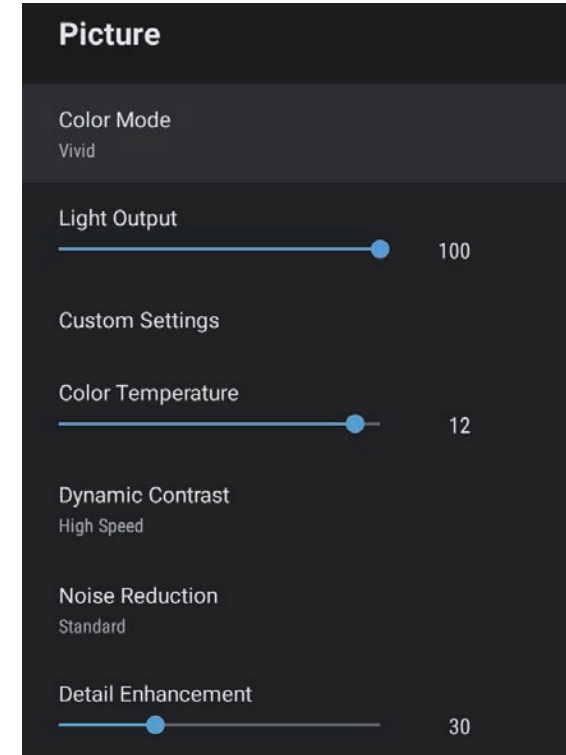 Picture
Color Mode
Vivid
Light Output
100
Custom Settings
Color Temperature
12
Dynamic Contrast
High Speed
Noise Reduction
Standard
Detail Enhancement
30